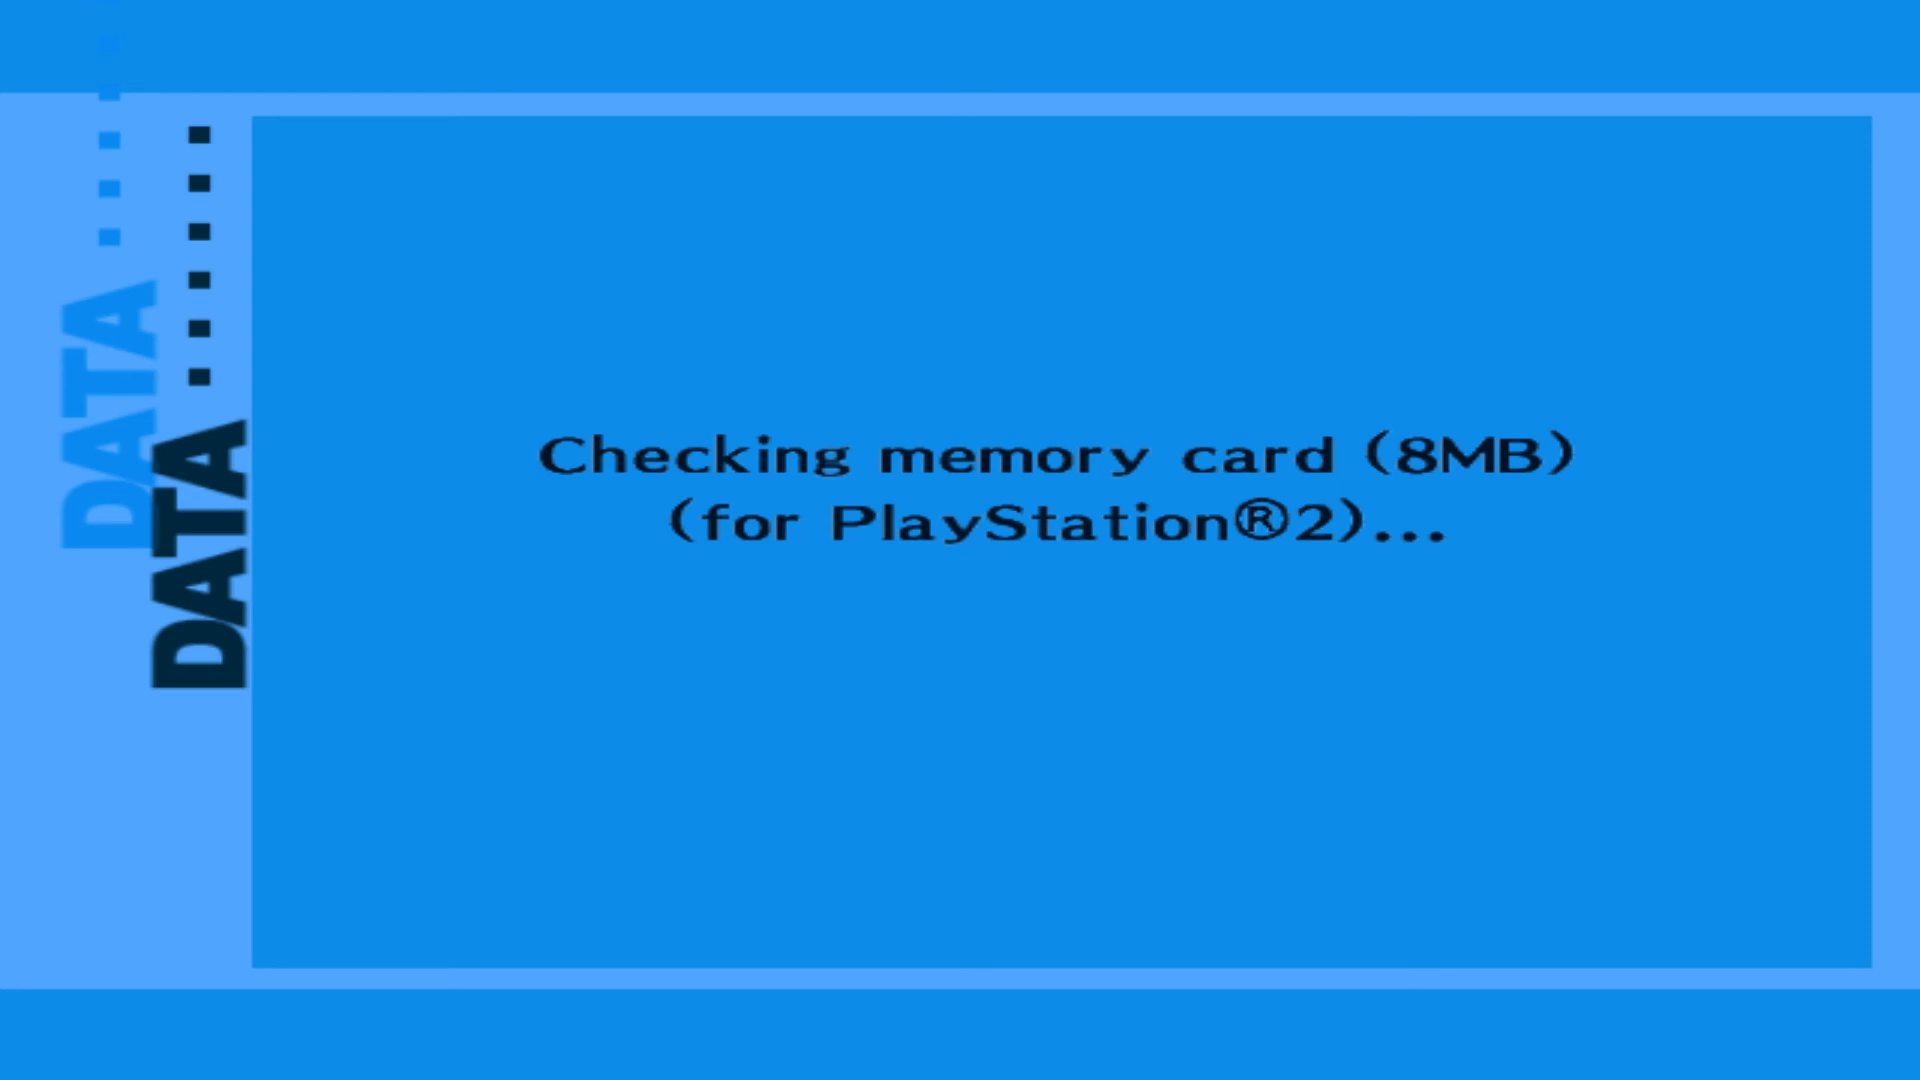 DATA
DATA
Checking memory card (8MB)
(for PlayStation®2)...